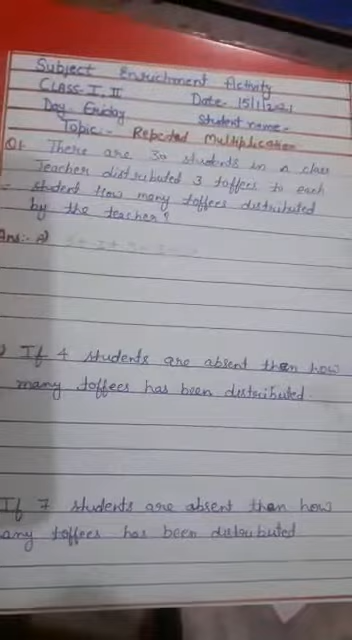 Subject Enrichment Activity
CLASS I, II Date - 15/1/2021
Day - Friday Student name -
Topic:- Repeted Multiplication
Q1 There are 30 students in a class
Teacher distributed 3 toffees to each
student How many toffees distributed
by the teacher?
Ans:- A)
If 4 students are absent then how
many toffees has been distributed.
If 7 students are absent then how
any toffees has been distributed